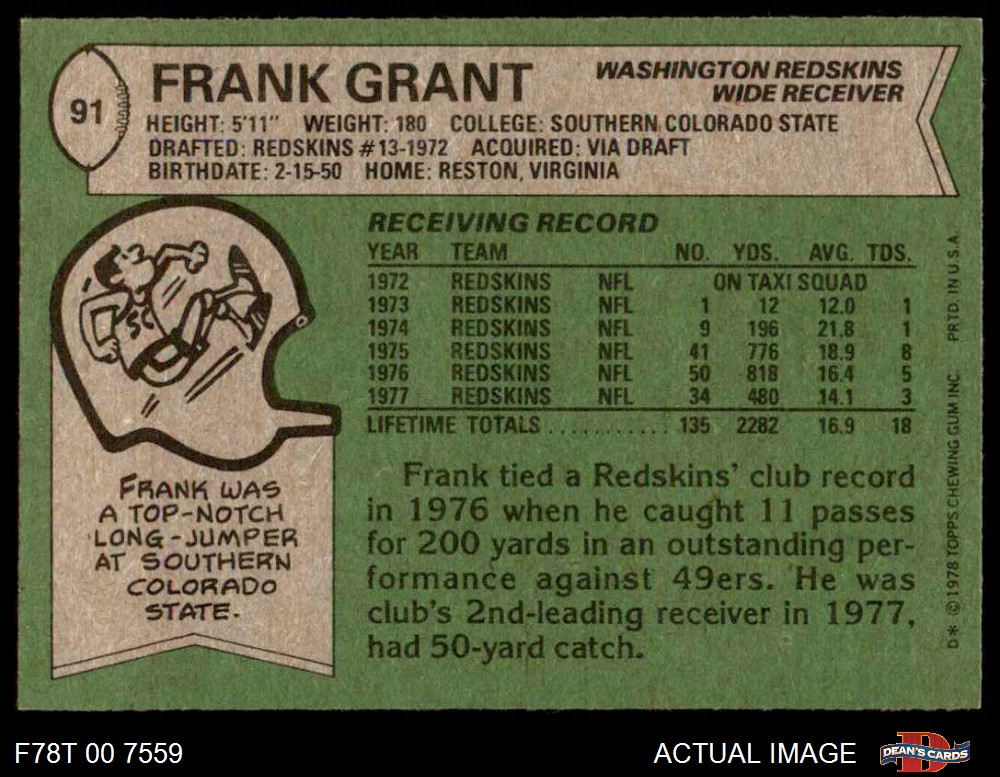 91
FRANK GRANT
WASHINGTON REDSKINS
WIDE RECEIVER
HEIGHT: 5'11" WEIGHT: 180 COLLEGE: SOUTHERN COLORADO STATE
DRAFTED: REDSKINS #13-1972 ACQUIRED: VIA DRAFT
BIRTHDATE: 2-15-50 HOME: RESTON, VIRGINIA
RECEIVING RECORD
YEAR TEAM NO. YDS. AVG. TDS.
1972 REDSKINS NFL ON TAXI SQUAD
1973 REDSKINS NFL 1 12 12.0 1
1974 REDSKINS NFL 9 196 21.8 1
1975 REDSKINS NFL 41 776 18.9 8
1976 REDSKINS NFL 50 818 16.4 5
1977 REDSKINS NFL 34 480 14.1 3
LIFETIME TOTALS ........... 135 2282 16.9 18
Frank tied a Redskins' club record
in 1976 when he caught 11 passes
for 200 yards in an outstanding per-
formance against 49ers. He was
club's 2nd-leading receiver in 1977,
had 50-yard catch.
SC
FRANK WAS
A TOP-NOTCH
LONG-JUMPER
AT SOUTHERN
COLORADO
STATE.
D* © 1978 TOPPS CHEWING GUM INC. PRTD. IN U.S.A.
F78T 00 7559
ACTUAL IMAGE
D
DEAN'S CARDS